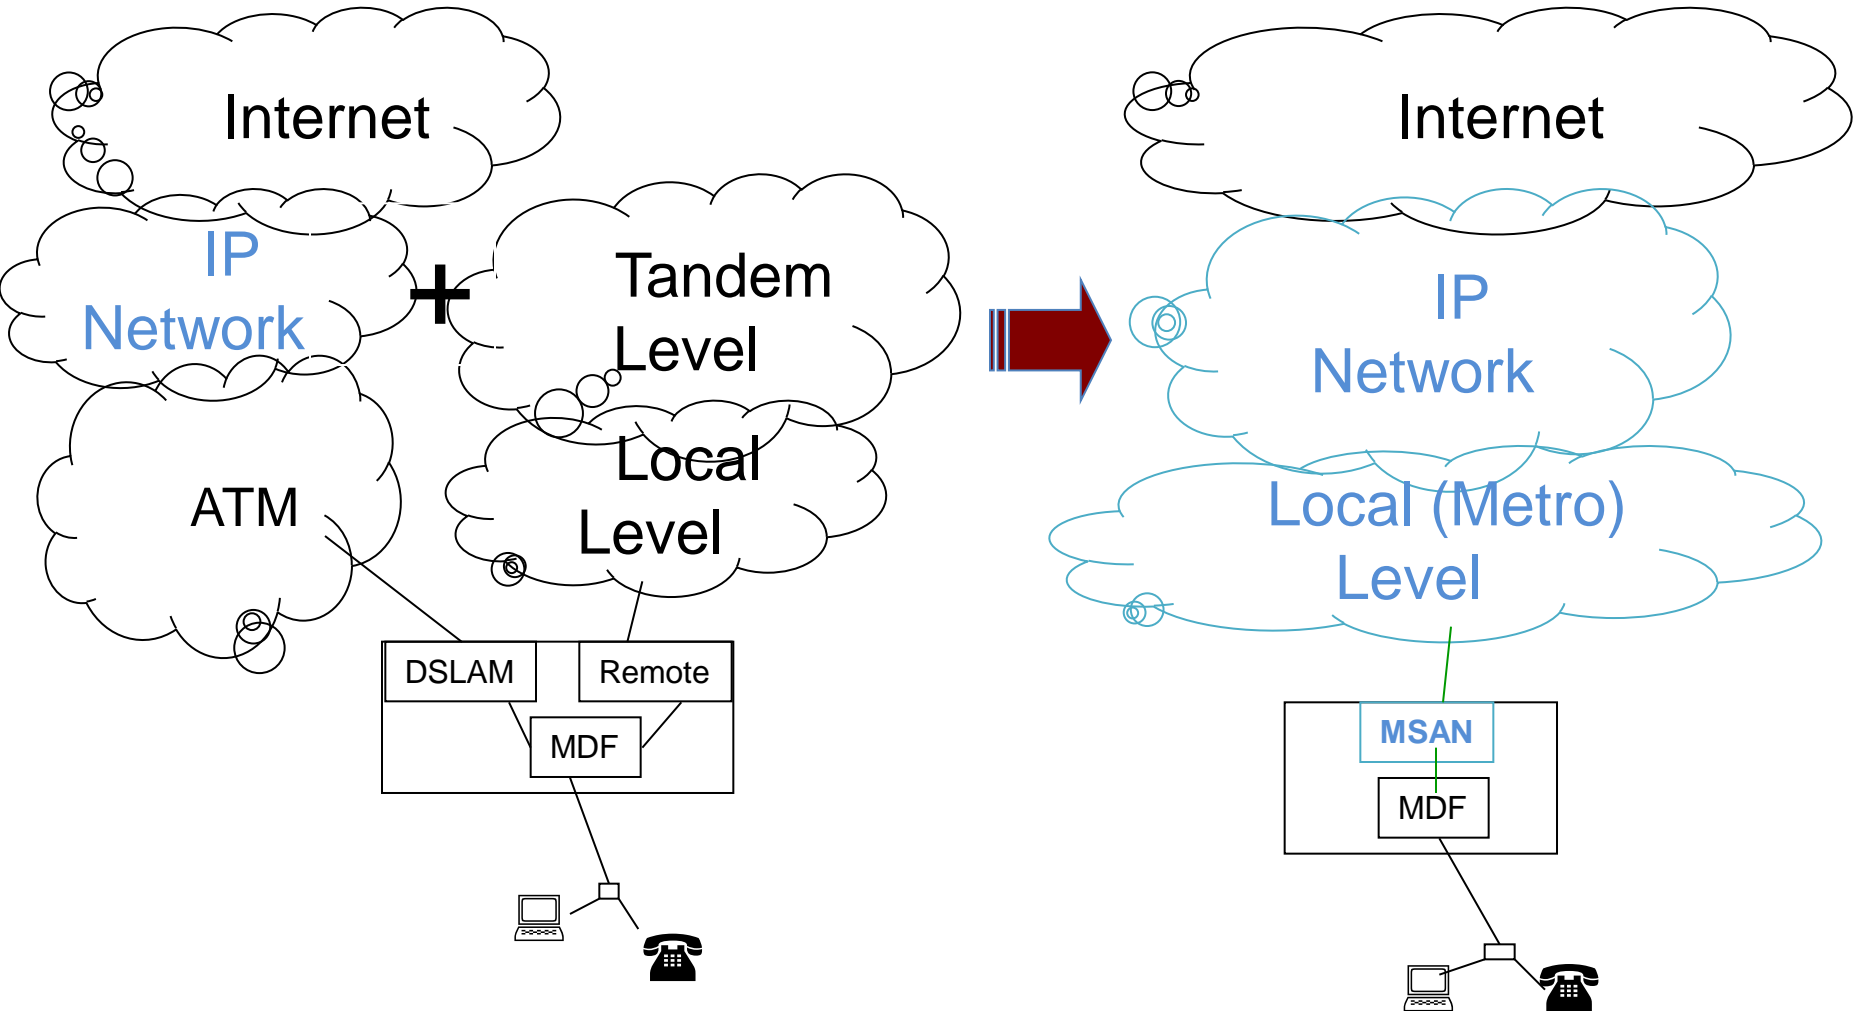 Internet
IP
Network
+
Tandem
Level
ATM
Local
Level
DSLAM
Remote
MDF
Internet
IP
Network
Local (Metro)
Level
MSAN
MDF